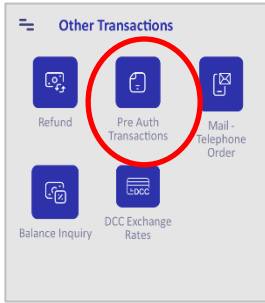 Other Transactions
Refund
Pre Auth
Transactions
Mail -
Telephone
Order
Balance Inquiry
DCC
DCC Exchange
Rates